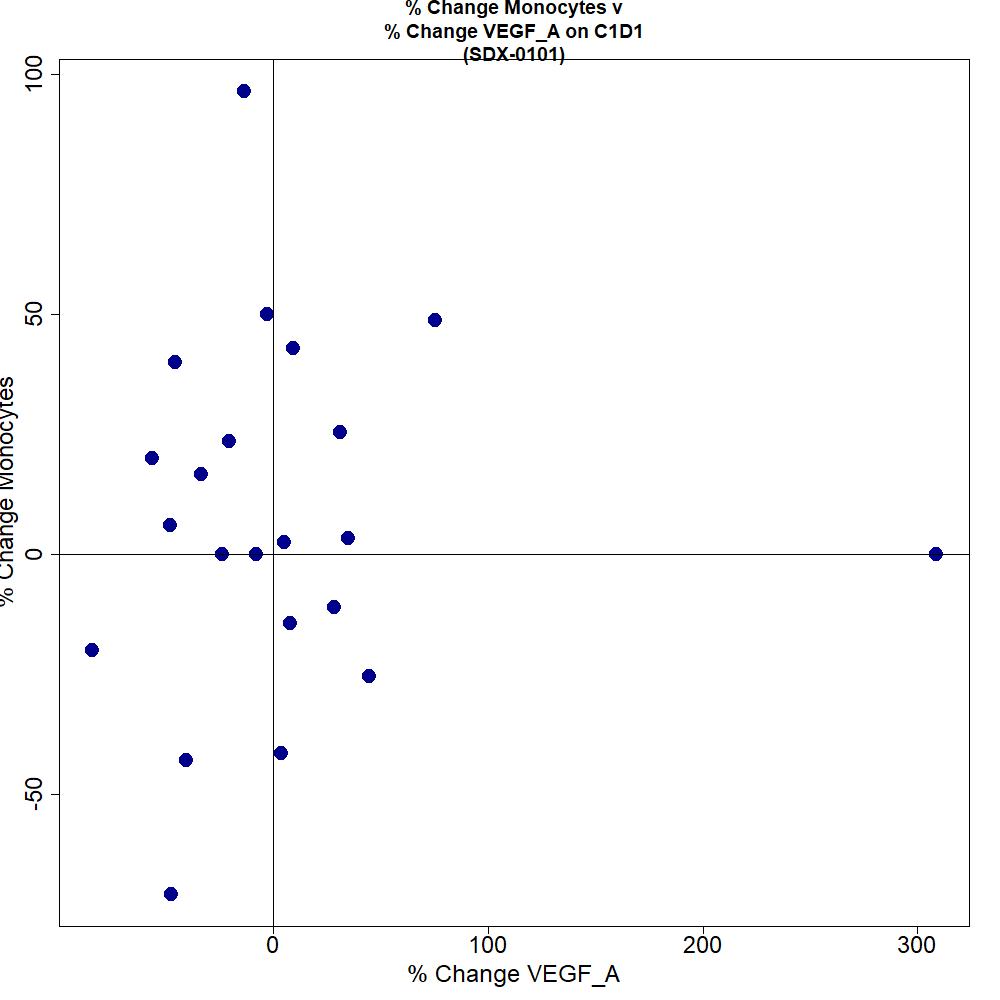 % Change Monocytes v
% Change VEGF_A on C1D1
(SDX-0101)
100
50
0
-50
% Change Monocytes
0
100
200
300
% Change VEGF_A